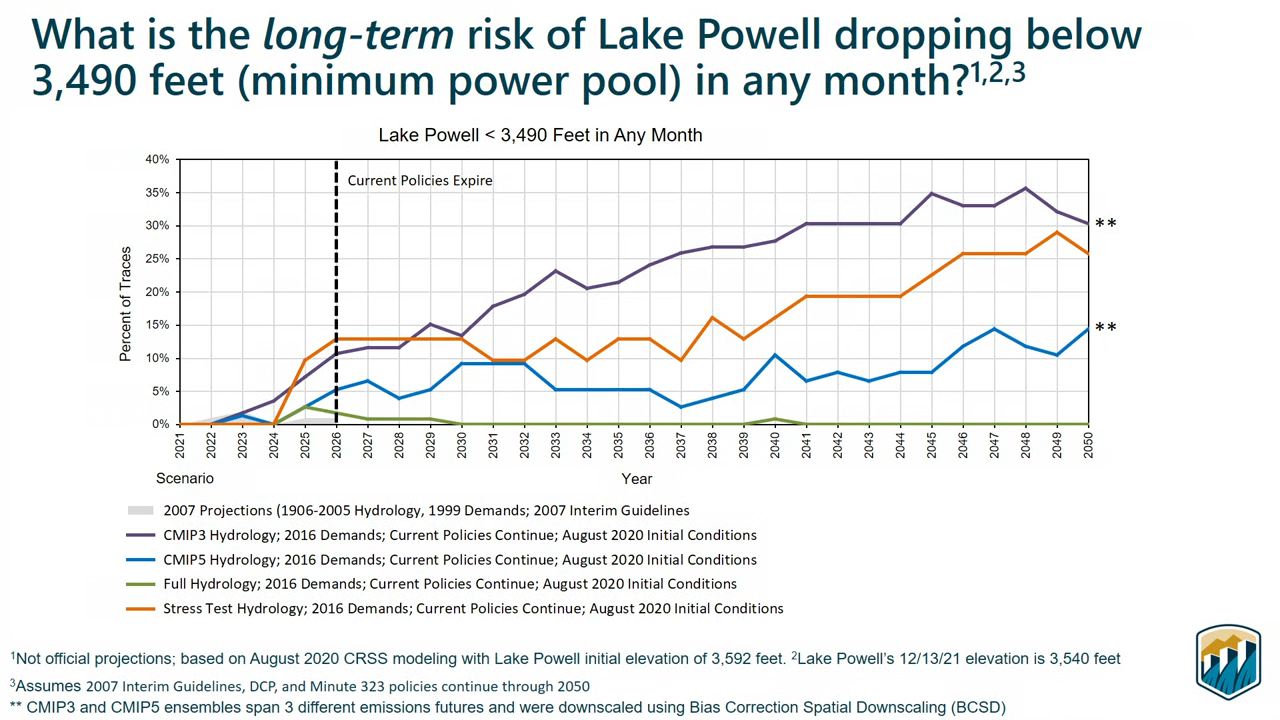 What is the long-term risk of Lake Powell dropping below
3,490 feet (minimum power pool) in any month?1,2,3
Lake Powell < 3,490 Feet in Any Month
Current Policies Expire
40%
35%
30%
25%
20%
15%
10%
5%
0%
Percent of Traces
**
**
2021 2022 2023 2024 2025 2026 2027 2028 2029 2030 2031 2032 2033 2034 2035 2036 2037 2038 2039 2040 2041 2042 2043 2044 2045 2046 2047 2048 2049 2050
Scenario
Year
2007 Projections (1906-2005 Hydrology, 1999 Demands; 2007 Interim Guidelines
CMIP3 Hydrology; 2016 Demands; Current Policies Continue; August 2020 Initial Conditions
CMIP5 Hydrology; 2016 Demands; Current Policies Continue; August 2020 Initial Conditions
Full Hydrology; 2016 Demands; Current Policies Continue; August 2020 Initial Conditions
Stress Test Hydrology; 2016 Demands; Current Policies Continue; August 2020 Initial Conditions
1Not official projections; based on August 2020 CRSS modeling with Lake Powell initial elevation of 3,592 feet. 2Lake Powell's 12/13/21 elevation is 3,540 feet
3Assumes 2007 Interim Guidelines, DCP, and Minute 323 policies continue through 2050
** CMIP3 and CMIP5 ensembles span 3 different emissions futures and were downscaled using Bias Correction Spatial Downscaling (BCSD)